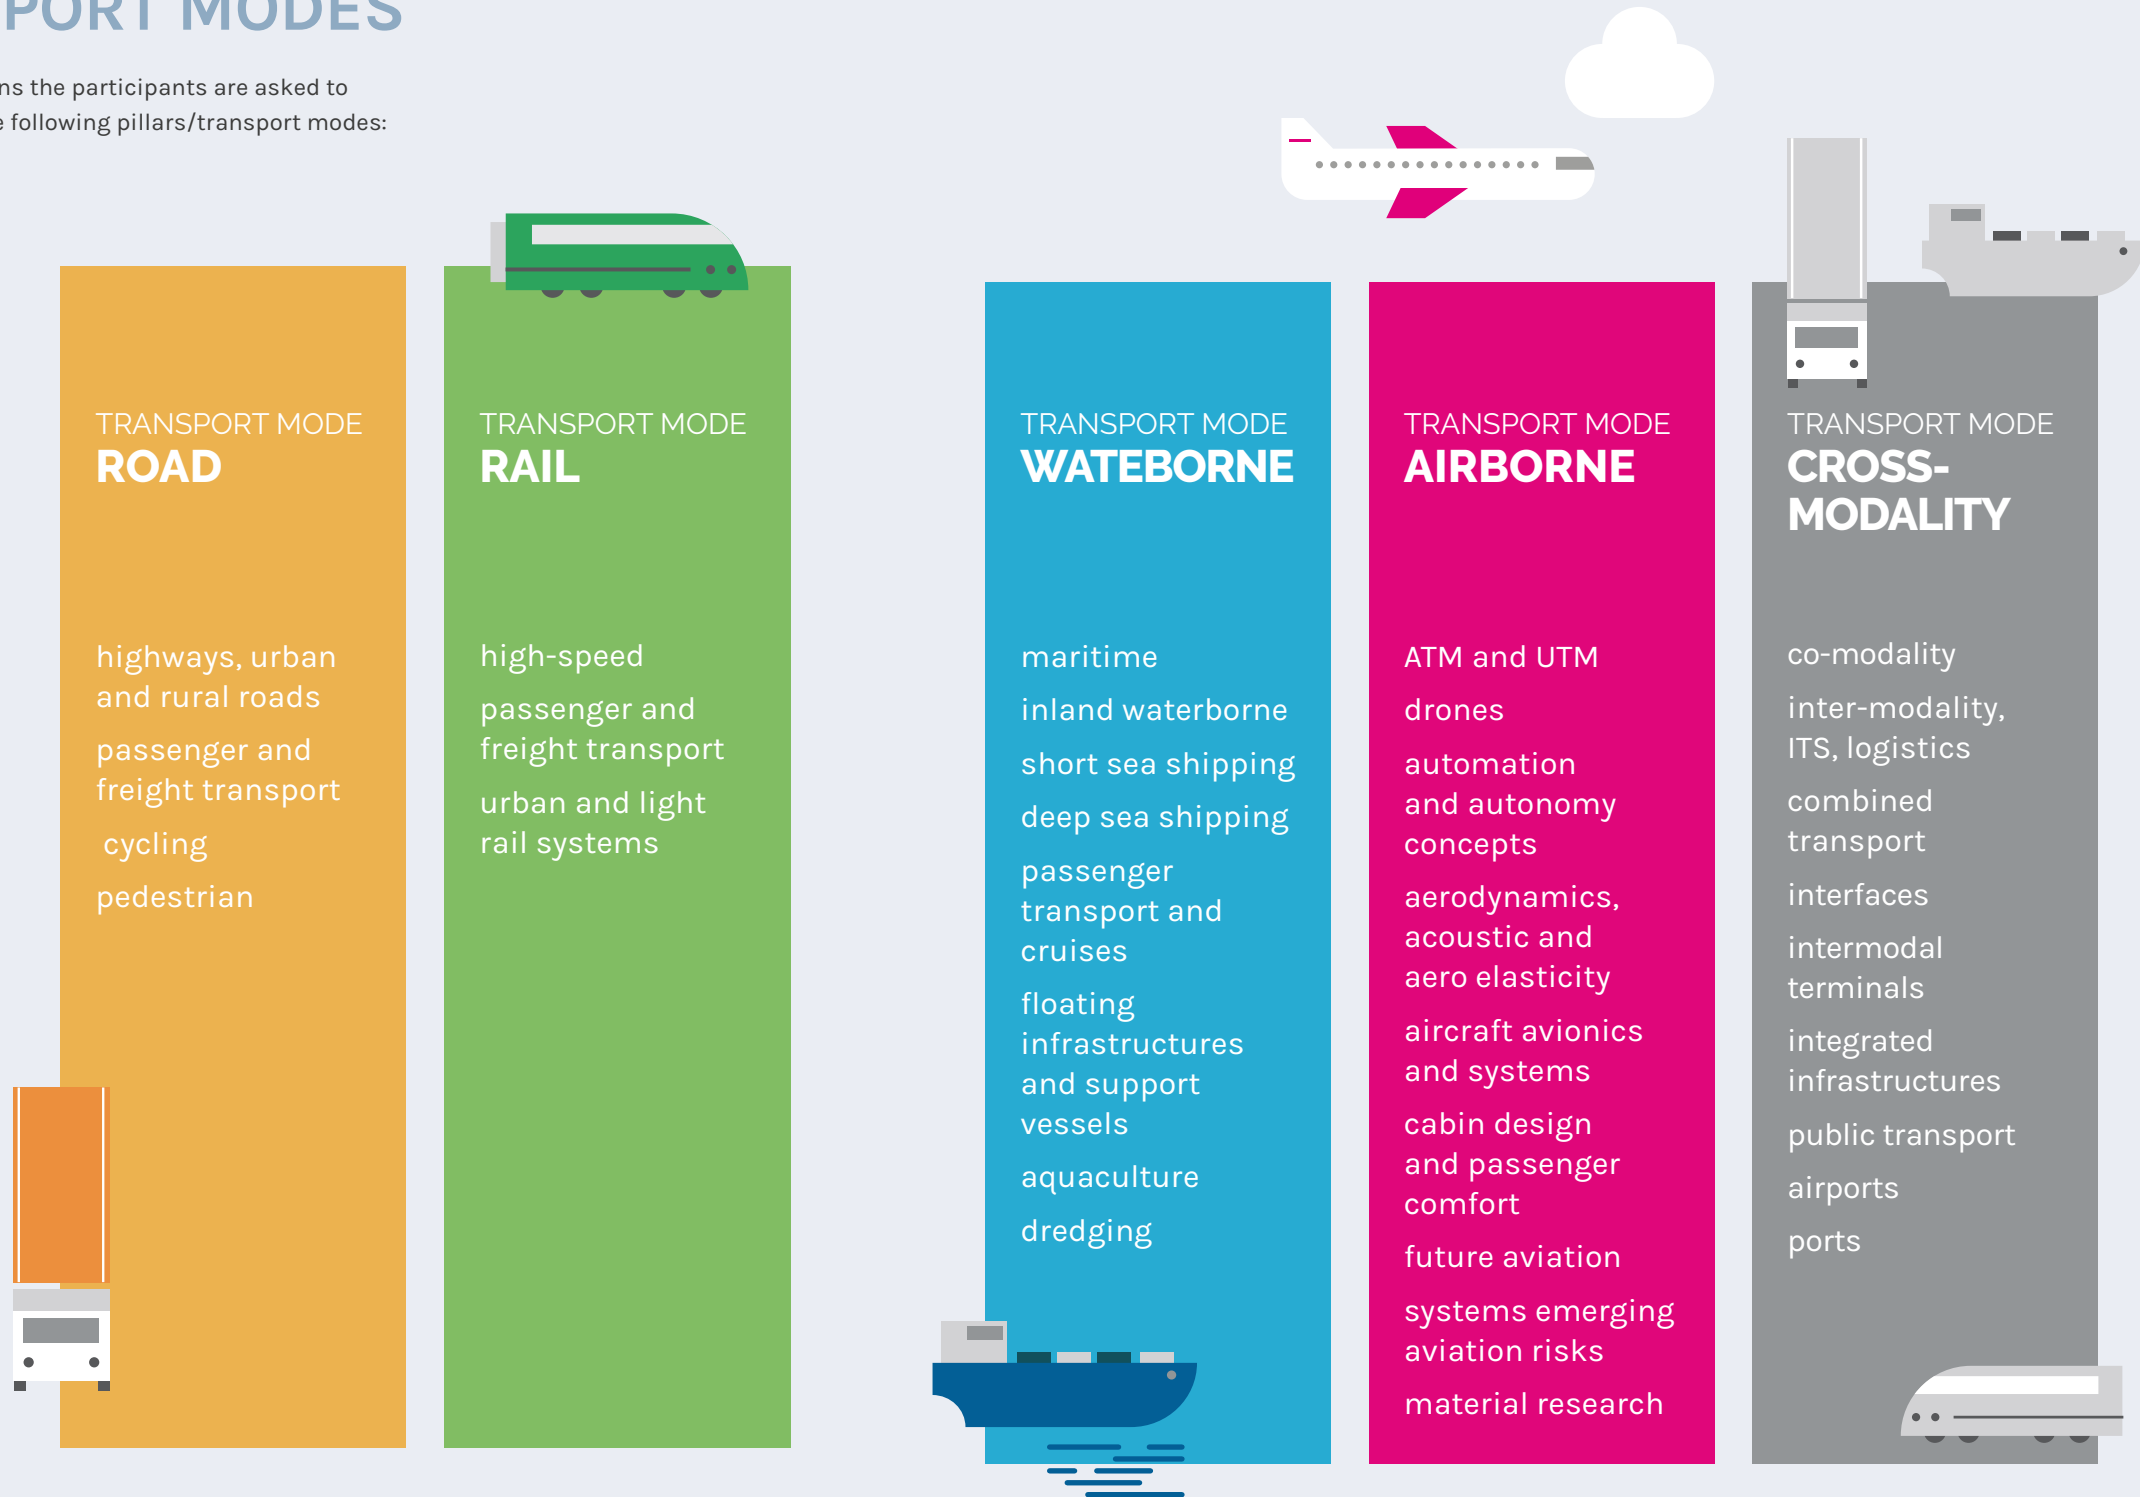 PORT MODES
ns the participants are asked to
e following pillars/transport modes:
TRANSPORT MODE
ROAD
highways, urban
and rural roads
passenger and
freight transport
cycling
pedestrian
TRANSPORT MODE
RAIL
high-speed
passenger and
freight transport
urban and light
rail systems
TRANSPORT MODE
WATEBORNE
maritime
inland waterborne
short sea shipping
deep sea shipping
passenger
transport and
cruises
floating
infrastructures
and support
vessels
aquaculture
dredging
TRANSPORT MODE
AIRBORNE
ATM and UTM
drones
automation
and autonomy
concepts
aerodynamics,
acoustic and
aero elasticity
aircraft avionics
and systems
cabin design
and passenger
comfort
future aviation
systems emerging
aviation risks
material research
TRANSPORT MODE
CROSS-
MODALITY
co-modality
inter-modality,
ITS, logistics
combined
transport
interfaces
intermodal
terminals
integrated
infrastructures
public transport
airports
ports